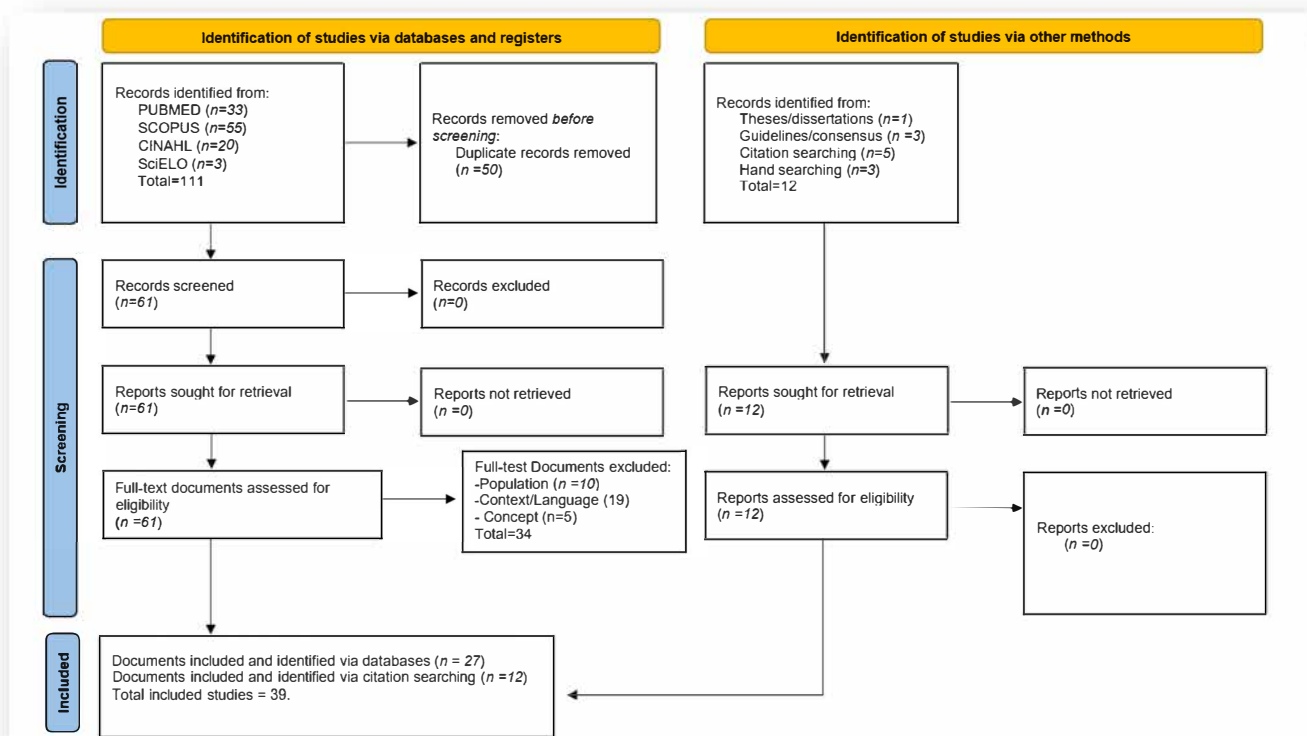 Identification of studies via databases and registers
Identification of studies via other methods
Identification
Records identified from:
PUBMED (n=33)
SCOPUS (n=55)
CINAHL (n=20)
SciELO (n=3)
Total=111
Records removed before
screening:
Duplicate records removed
(n =50)
Records identified from:
Theses/dissertations (n=1)
Guidelines/consensus (n =3)
Citation searching (n=5)
Hand searching (n=3)
Total=12
Screening
Records screened
(n=61)
Records excluded
(n=0)
Reports sought for retrieval
(n=61)
Reports not retrieved
(n =0)
Reports sought for retrieval
(n =12)
Reports not retrieved
(n =0)
Full-text documents assessed for
eligibility
(n =61)
Full-test Documents excluded:
-Population (n =10)
-Context/Language (19)
- Concept (n=5)
Total=34
Reports assessed for eligibility
(n =12)
Reports excluded:
(n =0)
Included
Documents included and identified via databases (n = 27)
Documents included and identified via citation searching (n =12)
Total included studies = 39.